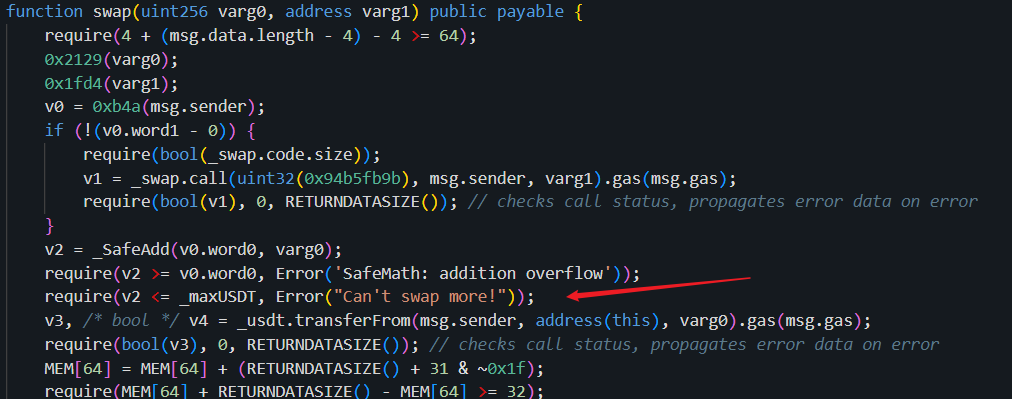 function swap(uint256 varg0, address varg1) public payable {
    require(4 + (msg.data.length - 4) - 4 >= 64);
    0x2129(varg0);
    0x1fd4(varg1);
    v0 = 0xb4a(msg.sender);
    if (!(v0.word1 - 0)) {
        require(bool(_swap.code.size));
        v1 = _swap.call(uint32(0x94b5fb9b), msg.sender, varg1).gas(msg.gas);
        require(bool(v1), 0, RETURNDATASIZE()); // checks call status, propagates error data on error
    }
    v2 = _SafeAdd(v0.word0, varg0);
    require(v2 >= v0.word0, Error('SafeMath: addition overflow'));
    require(v2 <= _maxUSDT, Error("Can't swap more!"));
    v3, /* bool */ v4 = _usdt.transferFrom(msg.sender, address(this), varg0).gas(msg.gas);
    require(bool(v3), 0, RETURNDATASIZE()); // checks call status, propagates error data on error
    MEM[64] = MEM[64] + (RETURNDATASIZE() + 31 & ~0x1f);
    require(MEM[64] + RETURNDATASIZE() - MEM[64] >= 32);